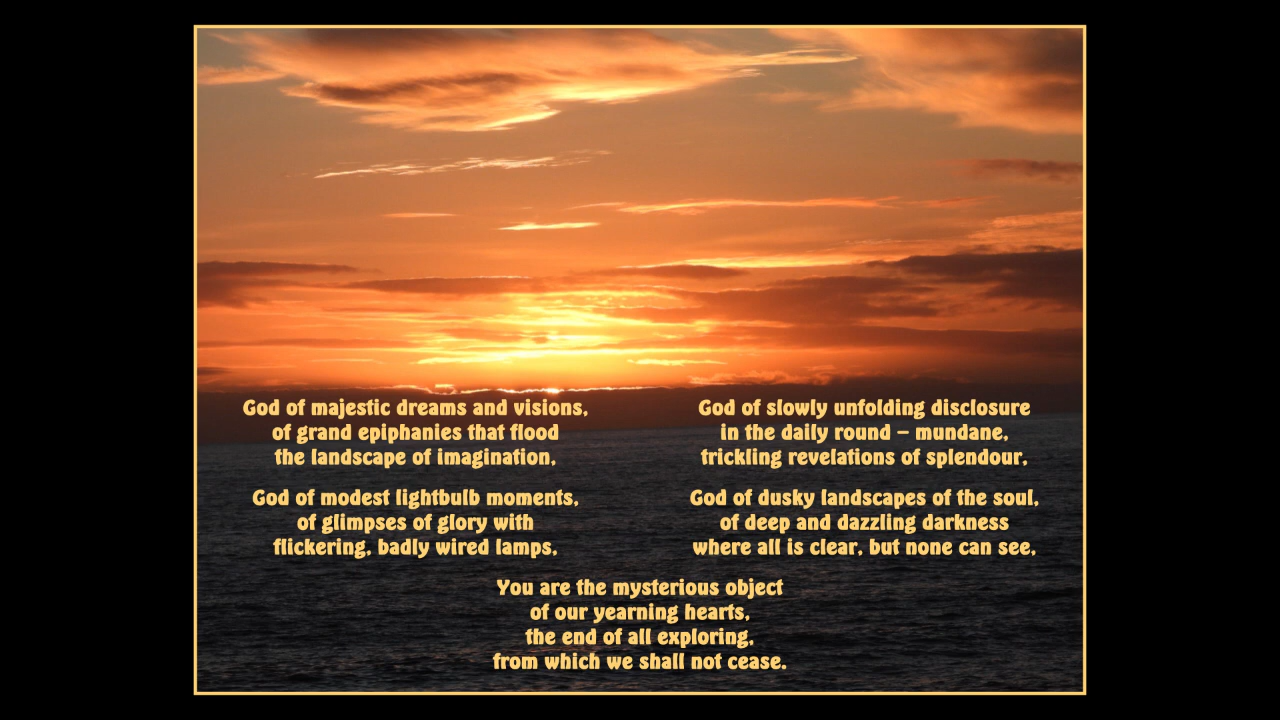 God of majestic dreams and visions,
of grand epiphanies that flood
the landscape of imagination,
God of modest lightbulb moments,
of glimpses of glory with
flickering, badly wired lamps,
God of slowly unfolding disclosure
in the daily round – mundane,
trickling revelations of splendour,
God of dusky landscapes of the soul,
of deep and dazzling darkness
where all is clear, but none can see,
You are the mysterious object
of our yearning hearts,
the end of all exploring,
from which we shall not cease.